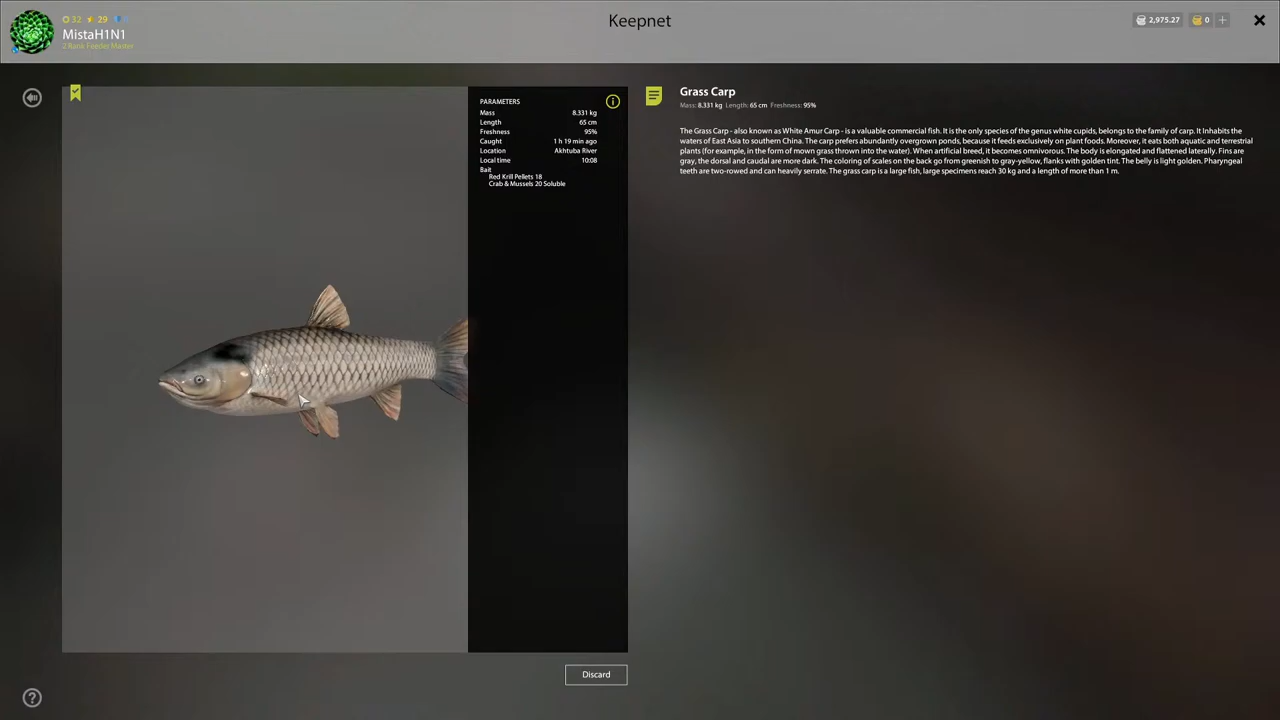 Keepnet
32 29
MistaH1N1
2 Rank Feeder Master
2,975.27
0
PARAMETERS
Mass 8.331 kg
Length 65 cm
Freshness 95%
Caught 1 h 19 min ago
Location Akhtuba River
Local time 10:08
Bait
Red Krill Pellets 18
Crab & Mussels 20 Soluble
Grass Carp
Mass: 8.331 kg Length: 65 cm Freshness: 95%
The Grass Carp - also known as White Amur Carp - is a valuable commercial fish. It is the only species of the genus white cupids, belongs to the family of carp. It Inhabits the
waters of East Asia to southern China. The carp prefers abundantly overgrown ponds, because it feeds exclusively on plant foods. Moreover, it eats both aquatic and terrestrial
plants (for example, in the form of mown grass thrown into the water). When artificial breed, it becomes omnivorous. The body is elongated and flattened laterally. Fins are
gray, the dorsal and caudal are more dark. The coloring of scales on the back go from greenish to gray-yellow, flanks with golden tint. The belly is light golden. Pharyngeal
teeth are two-rowed and can heavily serrate. The grass carp is a large fish, large specimens reach 30 kg and a length of more than 1 m.
Discard